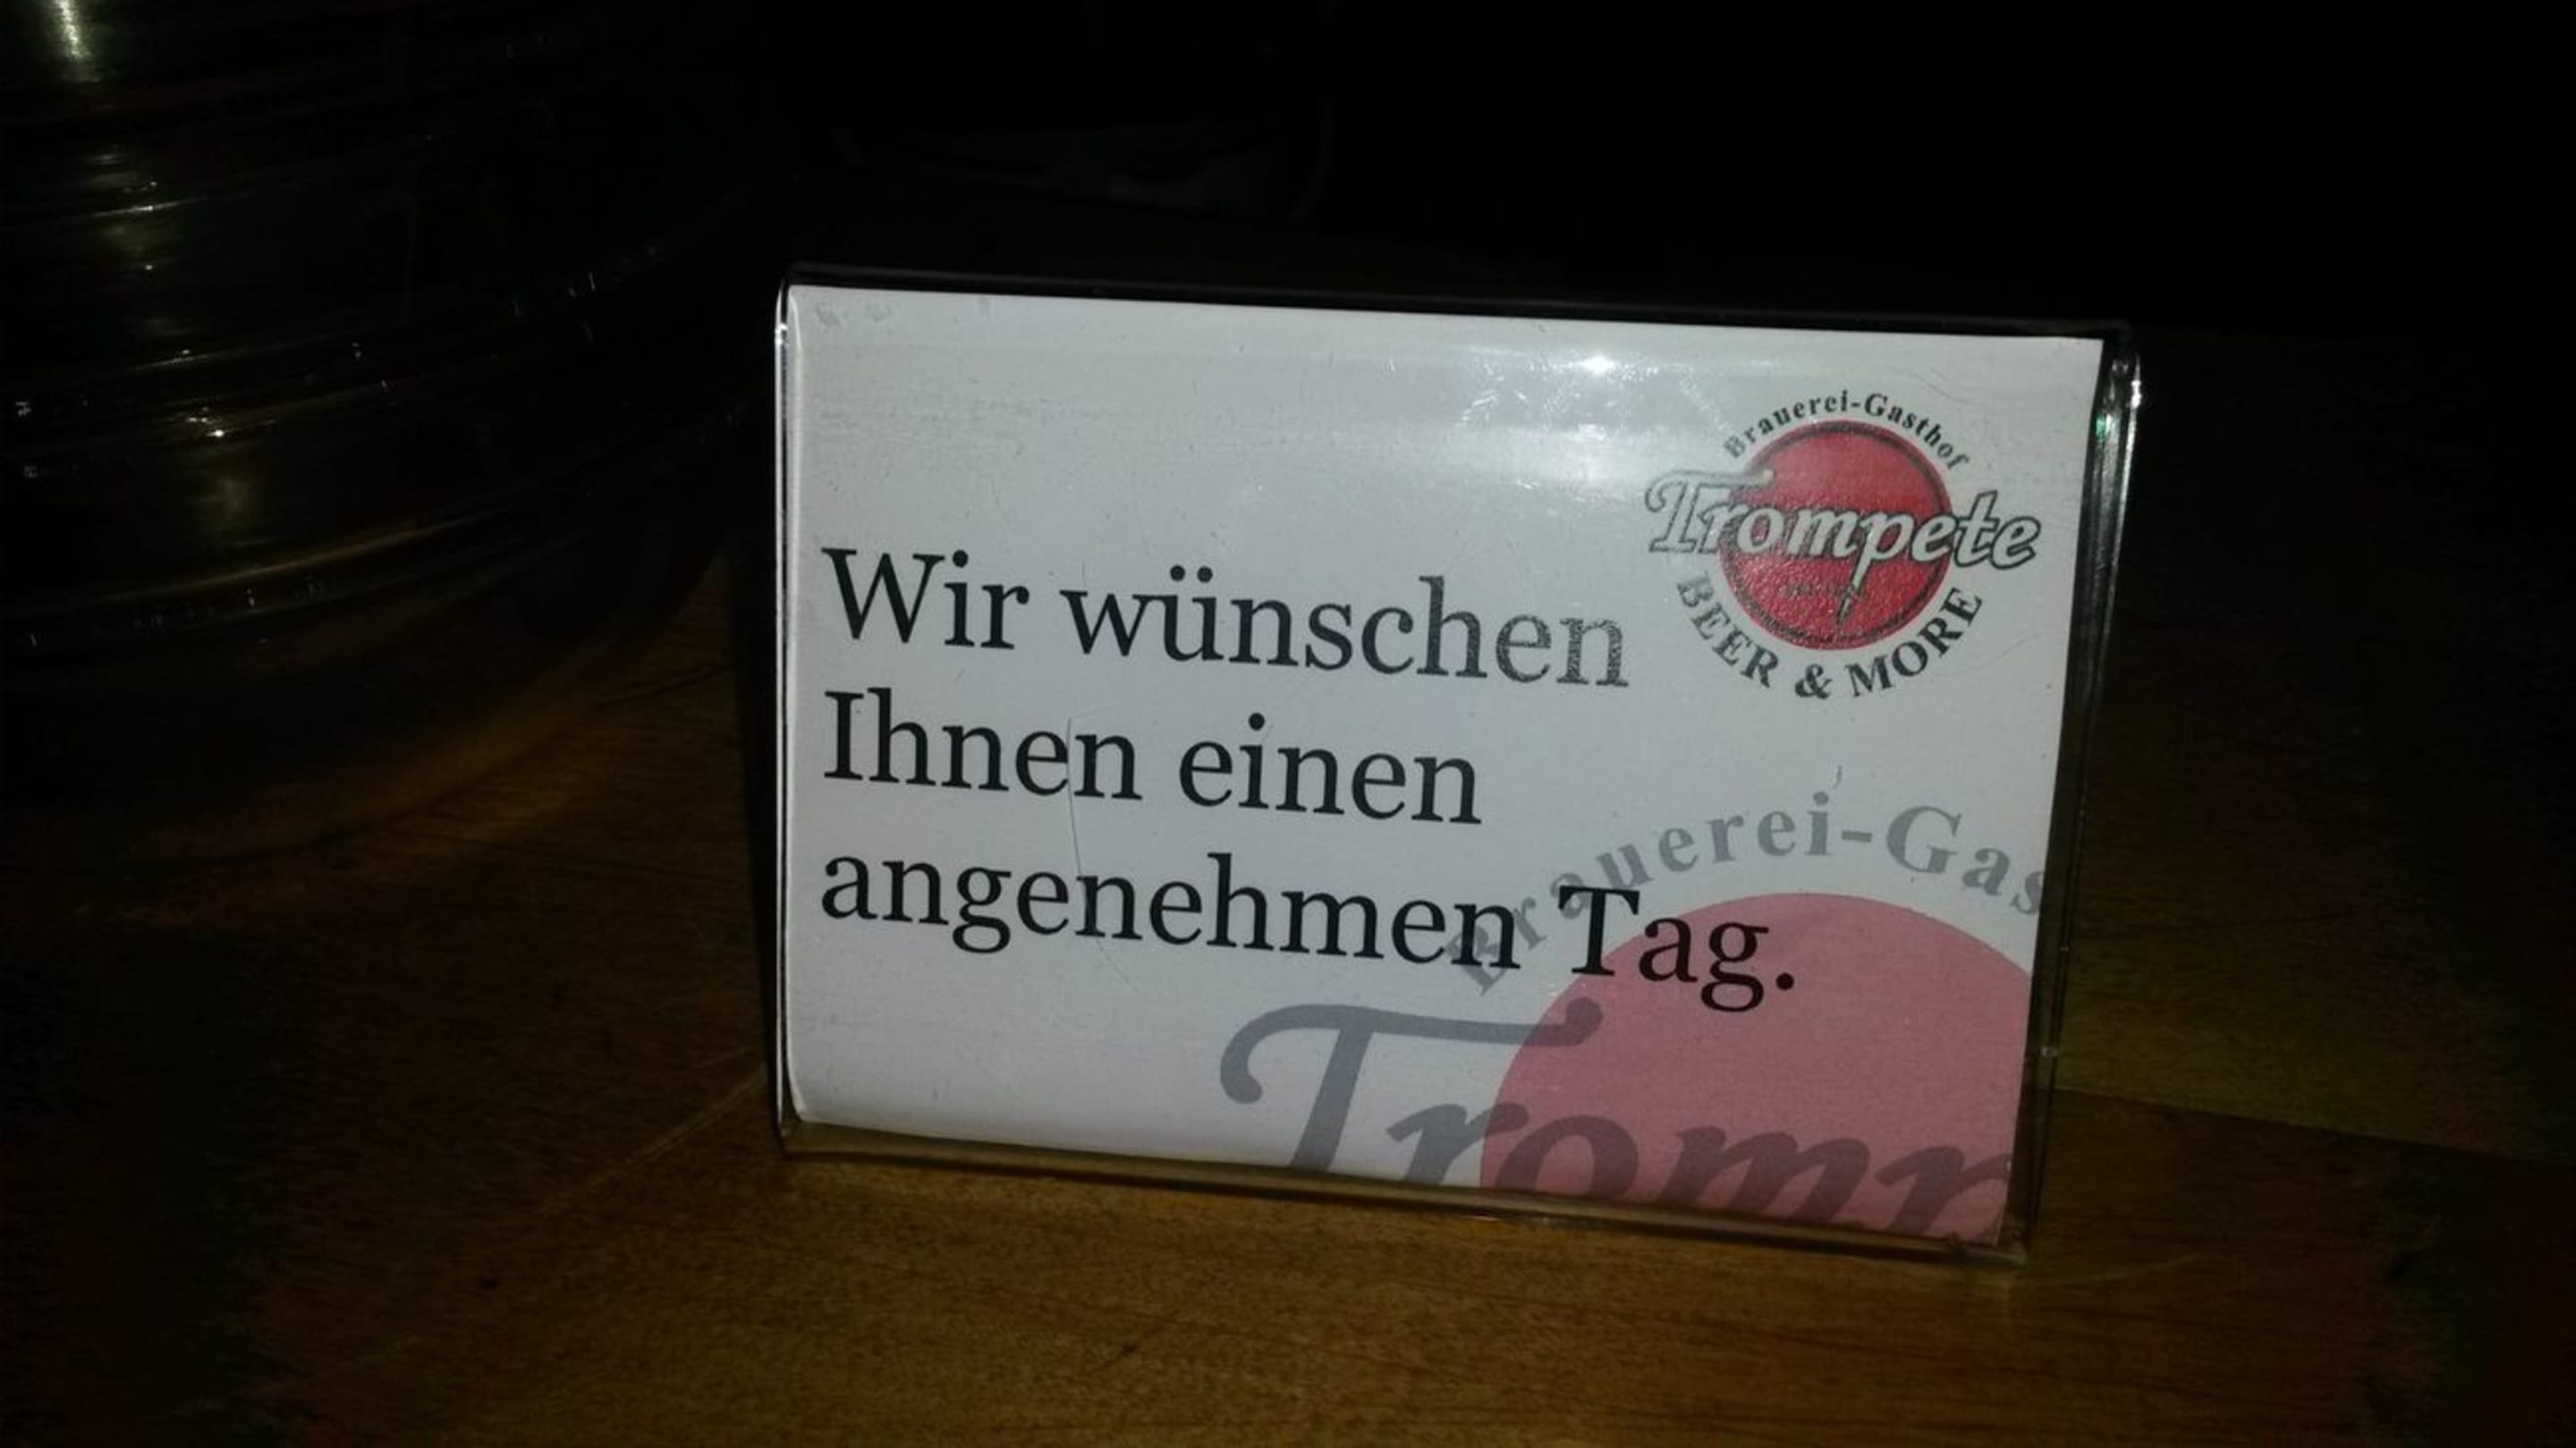 Brauerei-Gasthof
Trompete
BEER & MORE
Wir wünschen
Ihnen einen
angenehmen Tag.
Brauerei-Gas
Tromp